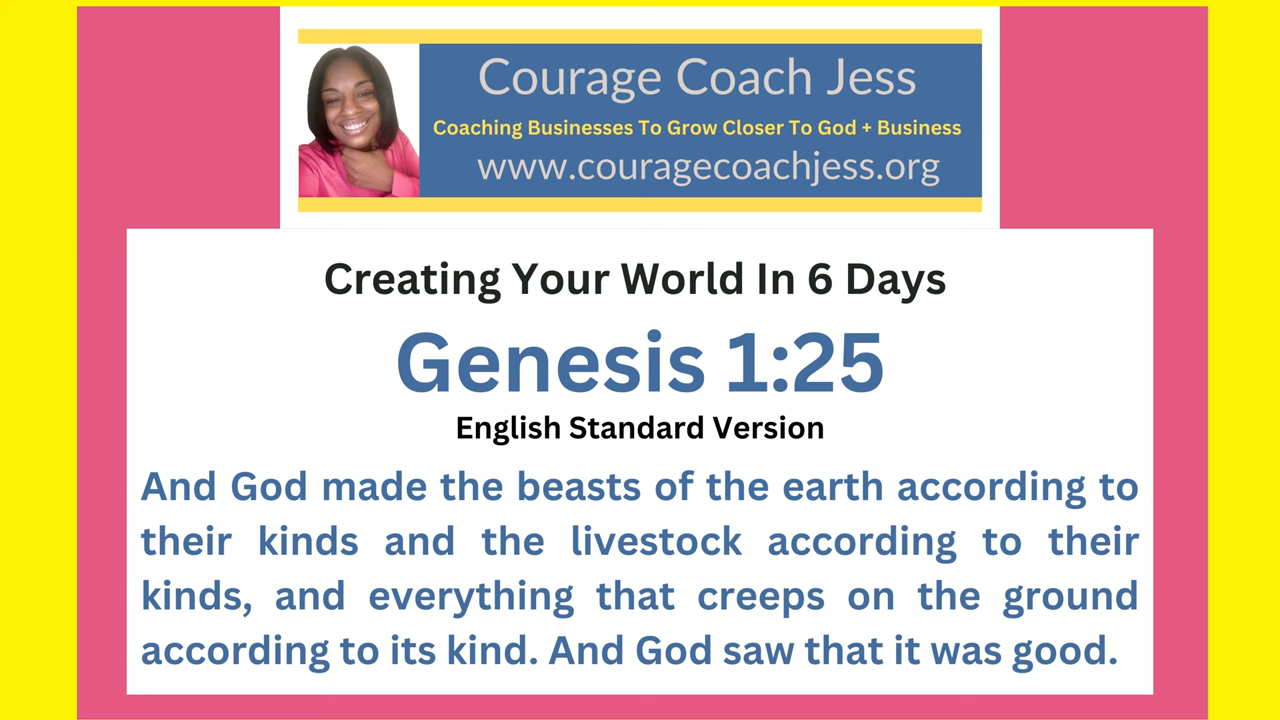 Courage Coach Jess
Coaching Businesses To Grow Closer To God + Business
www.couragecoachjess.org
Creating Your World In 6 Days
Genesis 1:25
English Standard Version
And God made the beasts of the earth according to
their kinds and the livestock according to their
kinds, and everything that creeps on the ground
according to its kind. And God saw that it was good.